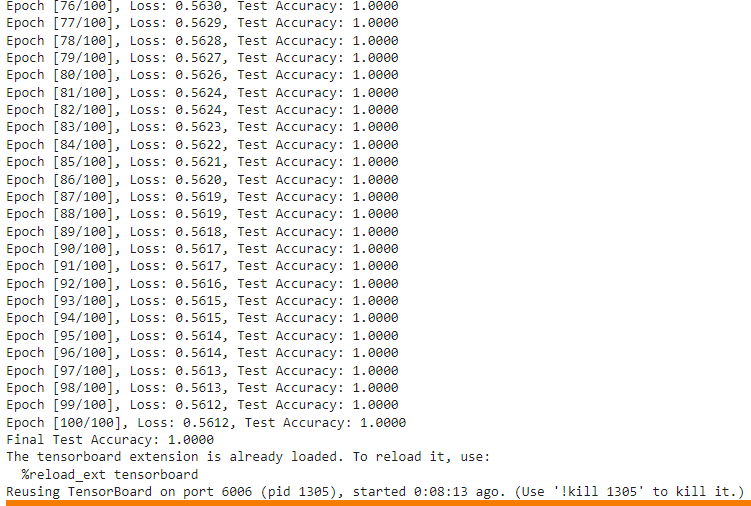 Epoch [76/100], Loss: 0.5630, Test Accuracy: 1.0000
Epoch [77/100], Loss: 0.5629, Test Accuracy: 1.0000
Epoch [78/100], Loss: 0.5628, Test Accuracy: 1.0000
Epoch [79/100], Loss: 0.5627, Test Accuracy: 1.0000
Epoch [80/100], Loss: 0.5626, Test Accuracy: 1.0000
Epoch [81/100], Loss: 0.5624, Test Accuracy: 1.0000
Epoch [82/100], Loss: 0.5624, Test Accuracy: 1.0000
Epoch [83/100], Loss: 0.5623, Test Accuracy: 1.0000
Epoch [84/100], Loss: 0.5622, Test Accuracy: 1.0000
Epoch [85/100], Loss: 0.5621, Test Accuracy: 1.0000
Epoch [86/100], Loss: 0.5620, Test Accuracy: 1.0000
Epoch [87/100], Loss: 0.5619, Test Accuracy: 1.0000
Epoch [88/100], Loss: 0.5619, Test Accuracy: 1.0000
Epoch [89/100], Loss: 0.5618, Test Accuracy: 1.0000
Epoch [90/100], Loss: 0.5617, Test Accuracy: 1.0000
Epoch [91/100], Loss: 0.5617, Test Accuracy: 1.0000
Epoch [92/100], Loss: 0.5616, Test Accuracy: 1.0000
Epoch [93/100], Loss: 0.5615, Test Accuracy: 1.0000
Epoch [94/100], Loss: 0.5615, Test Accuracy: 1.0000
Epoch [95/100], Loss: 0.5614, Test Accuracy: 1.0000
Epoch [96/100], Loss: 0.5614, Test Accuracy: 1.0000
Epoch [97/100], Loss: 0.5613, Test Accuracy: 1.0000
Epoch [98/100], Loss: 0.5613, Test Accuracy: 1.0000
Epoch [99/100], Loss: 0.5612, Test Accuracy: 1.0000
Epoch [100/100], Loss: 0.5612, Test Accuracy: 1.0000
Final Test Accuracy: 1.0000
The tensorboard extension is already loaded. To reload it, use:
  %reload_ext tensorboard
Reusing TensorBoard on port 6006 (pid 1305), started 0:08:13 ago. (Use '!kill 1305' to kill it.)